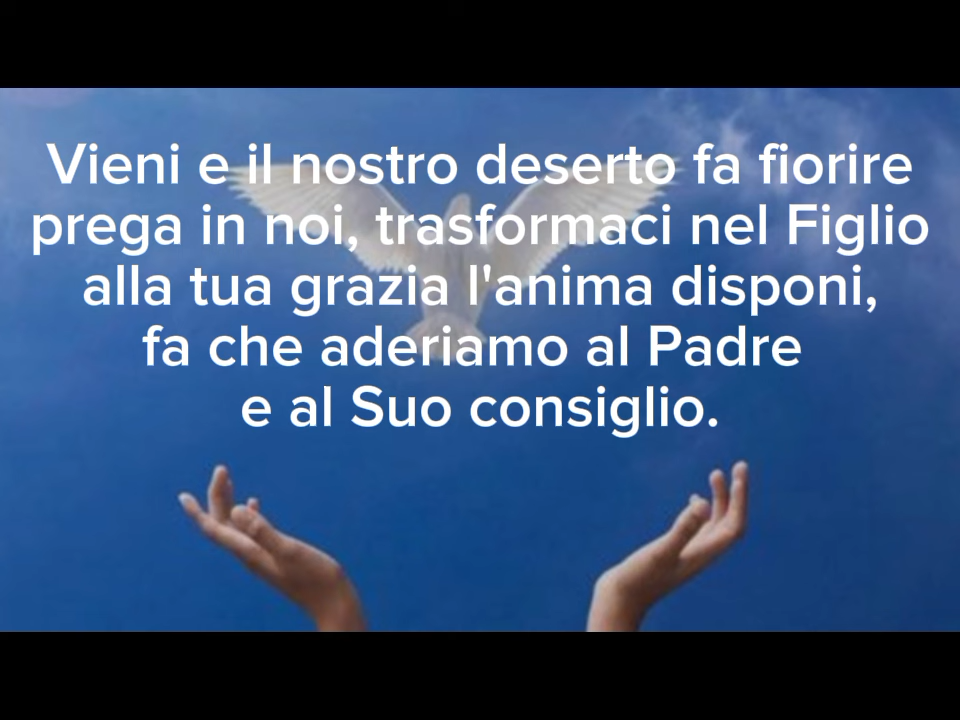 Vieni e il nostro deserto fa fiorire
prega in noi, trasformaci nel Figlio
alla tua grazia l'anima disponi,
fa che aderiamo al Padre
e al Suo consiglio.